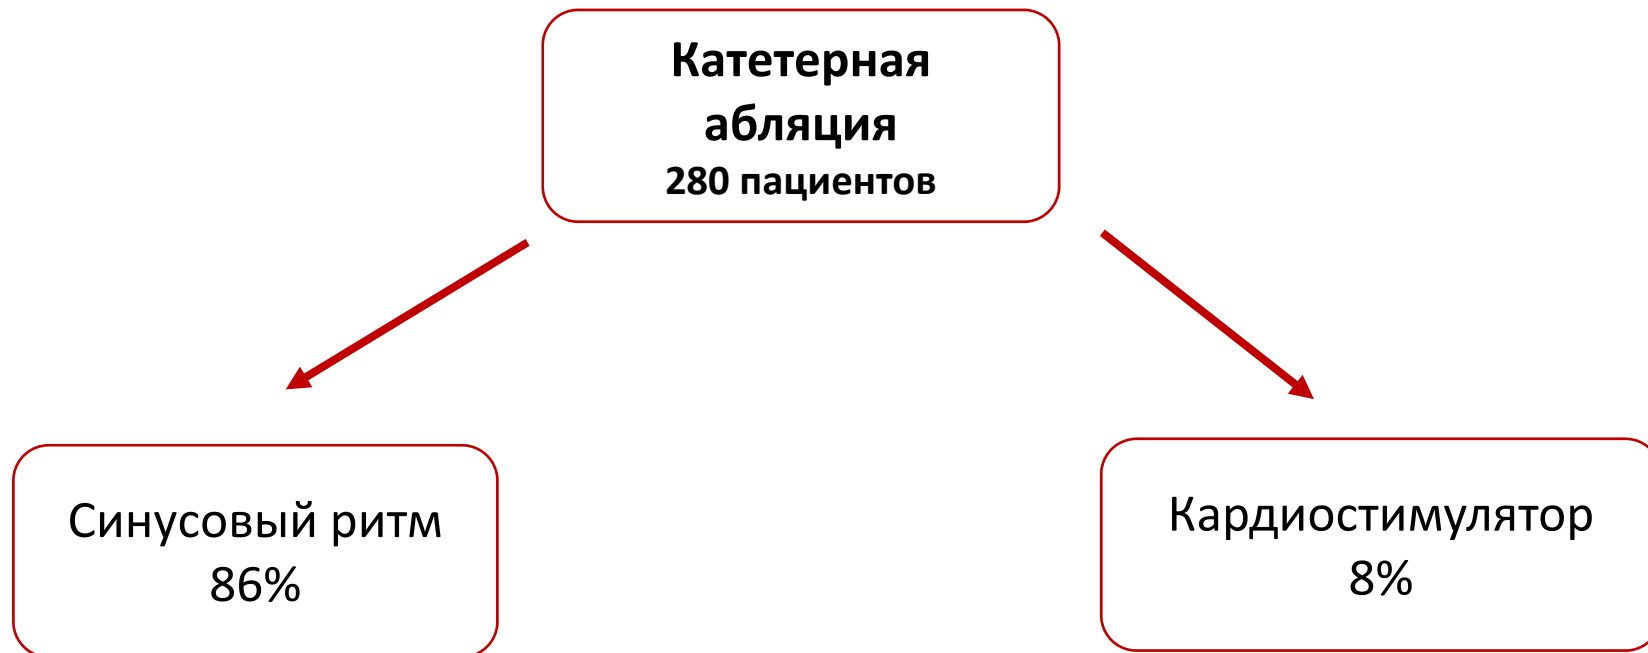 Катетерная
абляция
280 пациентов
Синусовый ритм
86%
Кардиостимулятор
8%